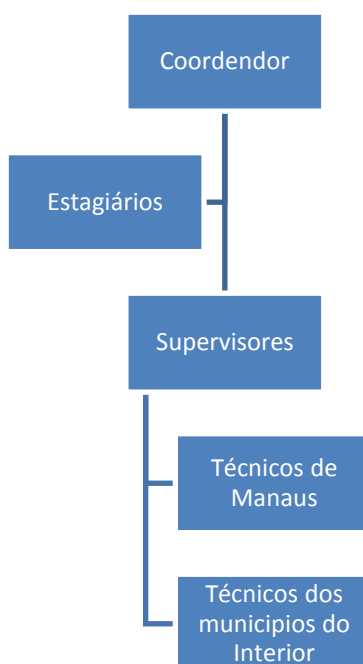 Coordendor
Estagiários
Supervisores
Técnicos de
Manaus
Técnicos dos
municipios do
Interior